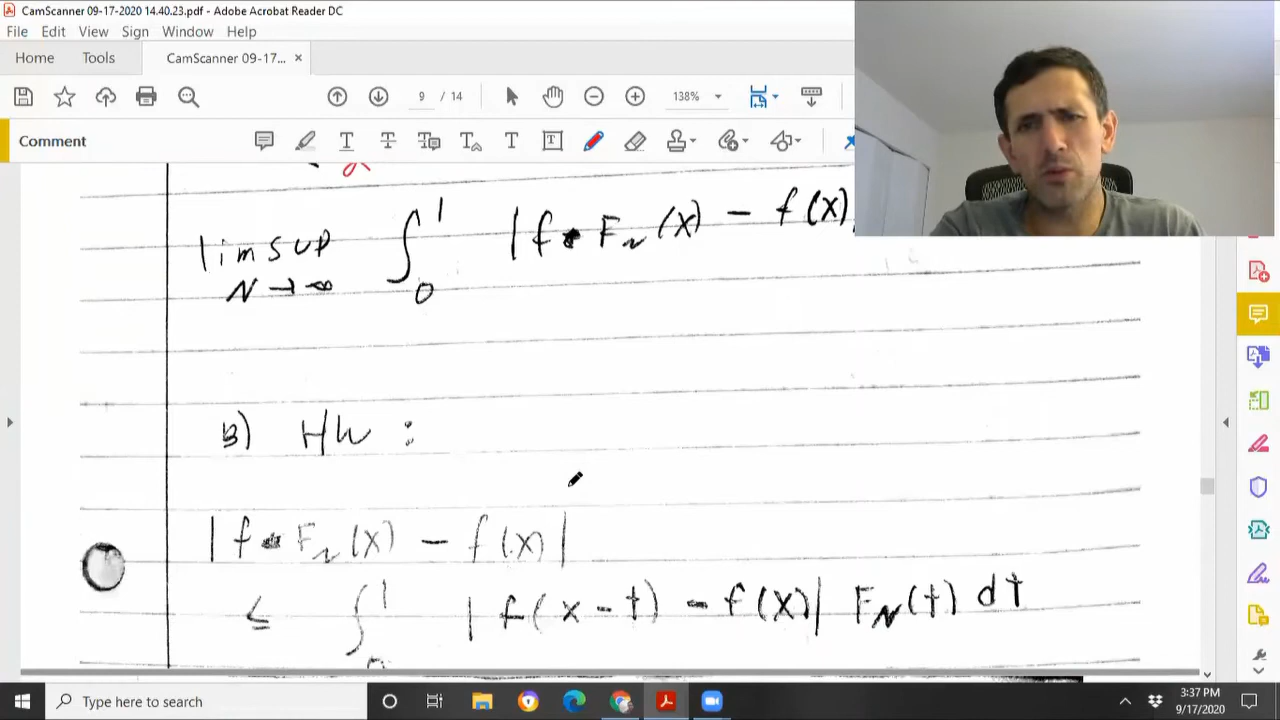 CamScanner 09-17-2020 14.40.23.pdf - Adobe Acrobat Reader DC
File Edit View Sign Window Help
Home Tools CamScanner 09-17... ×
9 / 14 138%
Comment
lim sup N→∞ ∫₀¹ |f * F_N(x) - f(x)
B) HW :
|f * F_N(x) - f(x)|
≤ ∫₀¹ |f(x-t) - f(x)| F_N(t) dt
Type here to search
3:37 PM
9/17/2020